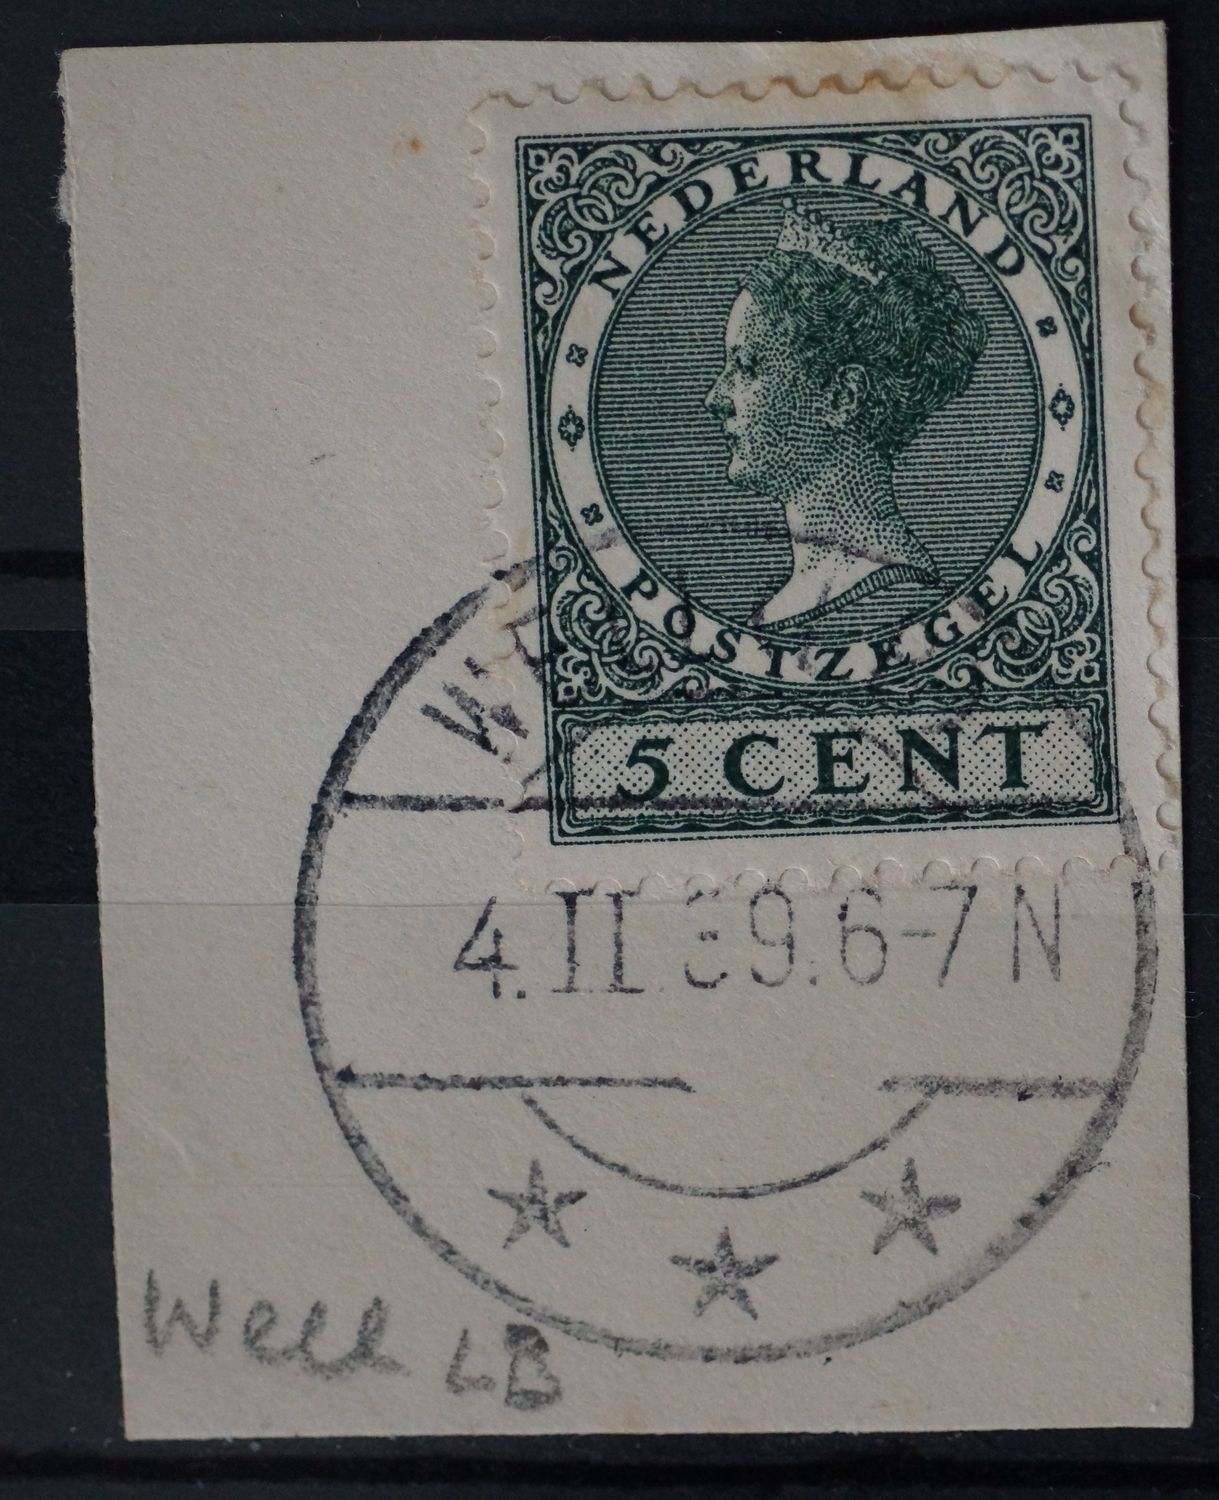 NEDERLAND
POSTZEGEL
5 CENT
4.II.39.6-7N
Well LB